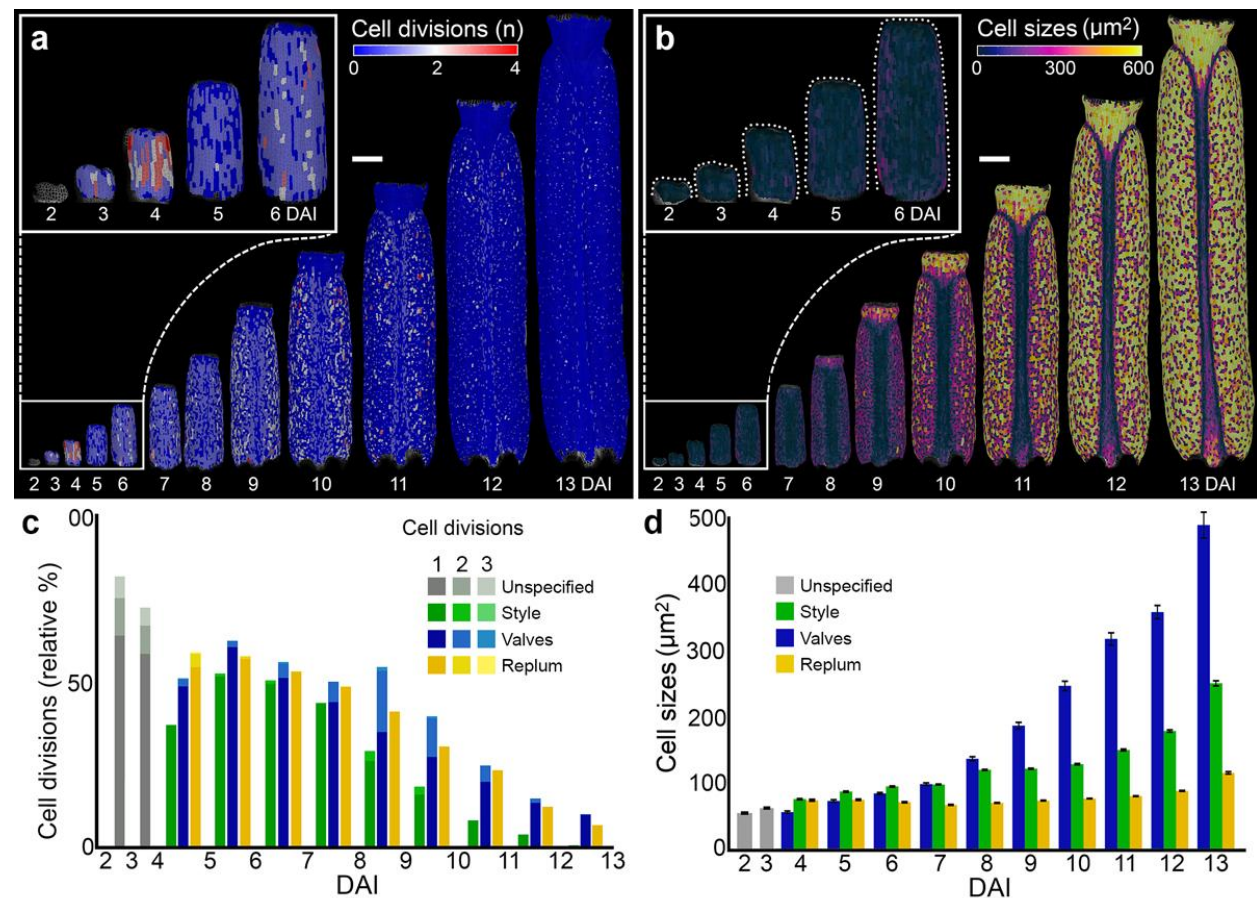 a
Cell divisions (n)
0 2 4
2 3 4 5 6 DAI
2 3 4 5 6 7 8 9 10 11 12 13 DAI
b
Cell sizes (µm²)
0 300 600
2 3 4 5 6 DAI
2 3 4 5 6 7 8 9 10 11 12 13 DAI
c
00
50
0
Cell divisions (relative %)
Cell divisions
1 2 3
Unspecified
Style
Valves
Replum
2 3 4 5 6 7 8 9 10 11 12 13
DAI
d
500
400
300
200
100
0
Cell sizes (µm²)
Unspecified
Style
Valves
Replum
2 3 4 5 6 7 8 9 10 11 12 13
DAI